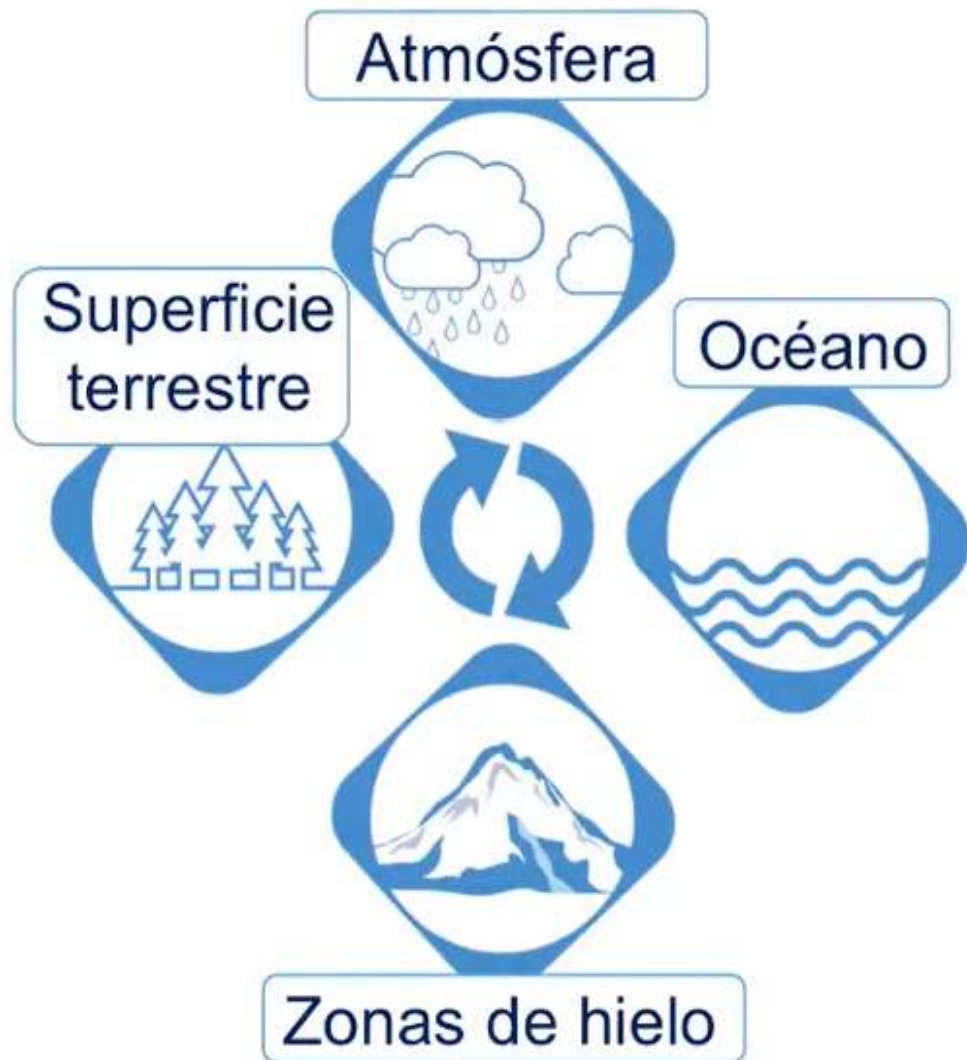 Atmósfera
Superficie
terrestre
Océano
Zonas de hielo